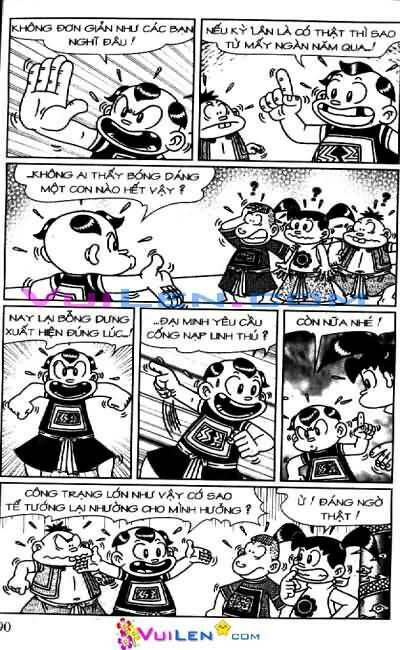 KHÔNG ĐƠN GIẢN NHƯ CÁC BẠN
NGHĨ ĐÂU !
NẾU KỲ LÂN LÀ CÓ THẬT THÌ SAO
TỪ MẤY NGÀN NĂM QUA...!
...KHÔNG AI THẤY BÓNG DÁNG
MỘT CON NÀO HẾT VẬY ?
?
?
?
VuiLen.com
NAY LẠI BỖNG DƯNG
XUẤT HIỆN ĐÚNG LÚC...!
...ĐẠI MINH YÊU CẦU
CỐNG NẠP LINH THÚ ?
CÒN NỮA NHÉ !
CÔNG TRẠNG LỚN NHƯ VẬY CỚ SAO
TỂ TƯỚNG LẠI NHƯỜNG CHO MÌNH HƯỞNG ?
Ừ ! ĐÁNG NGỜ
THẬT !
90
VuiLen.com